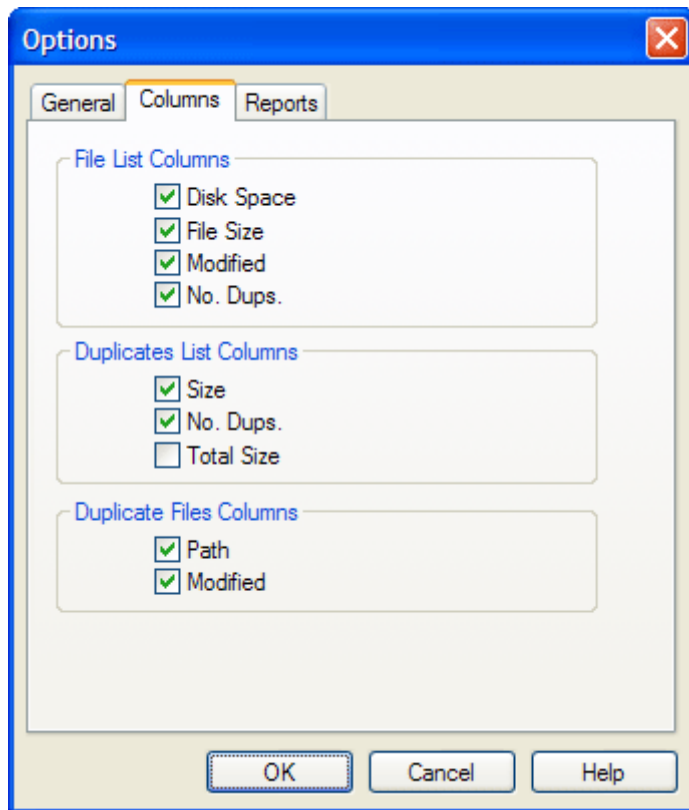 Options
General Columns Reports
File List Columns
Disk Space
File Size
Modified
No. Dups.
Duplicates List Columns
Size
No. Dups.
Total Size
Duplicate Files Columns
Path
Modified
OK Cancel Help